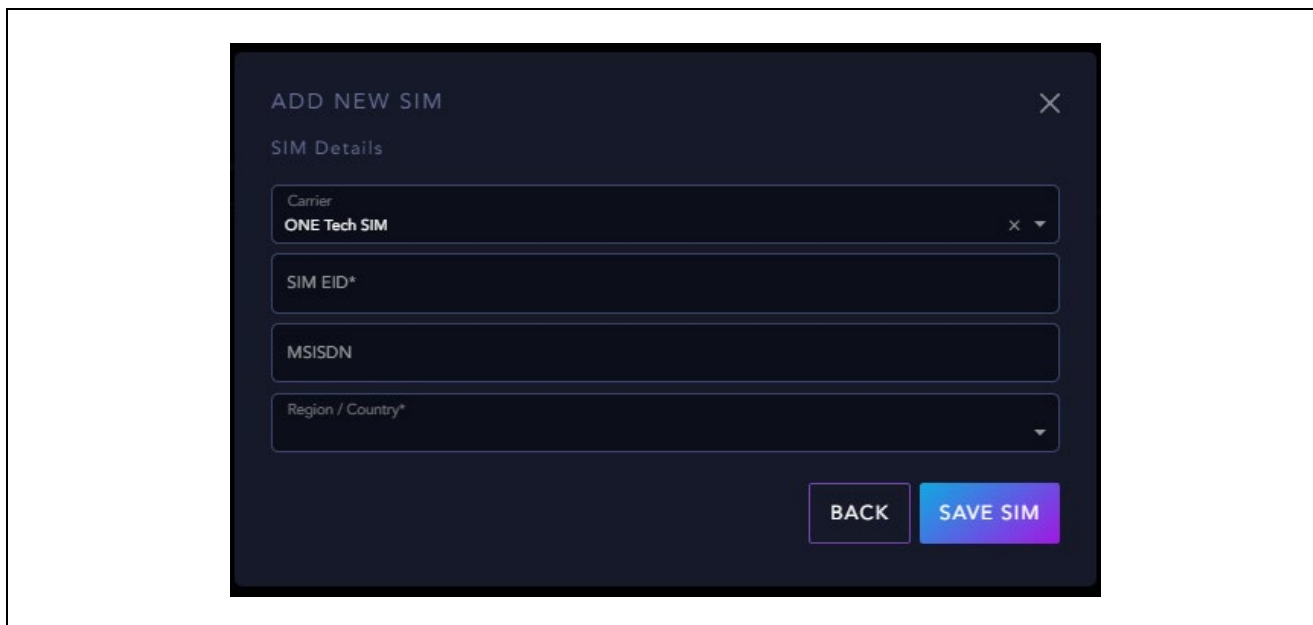 ADD NEW SIM
SIM Details
Carrier
ONE Tech SIM
SIM EID*
MSISDN
Region / Country*
BACK
SAVE SIM